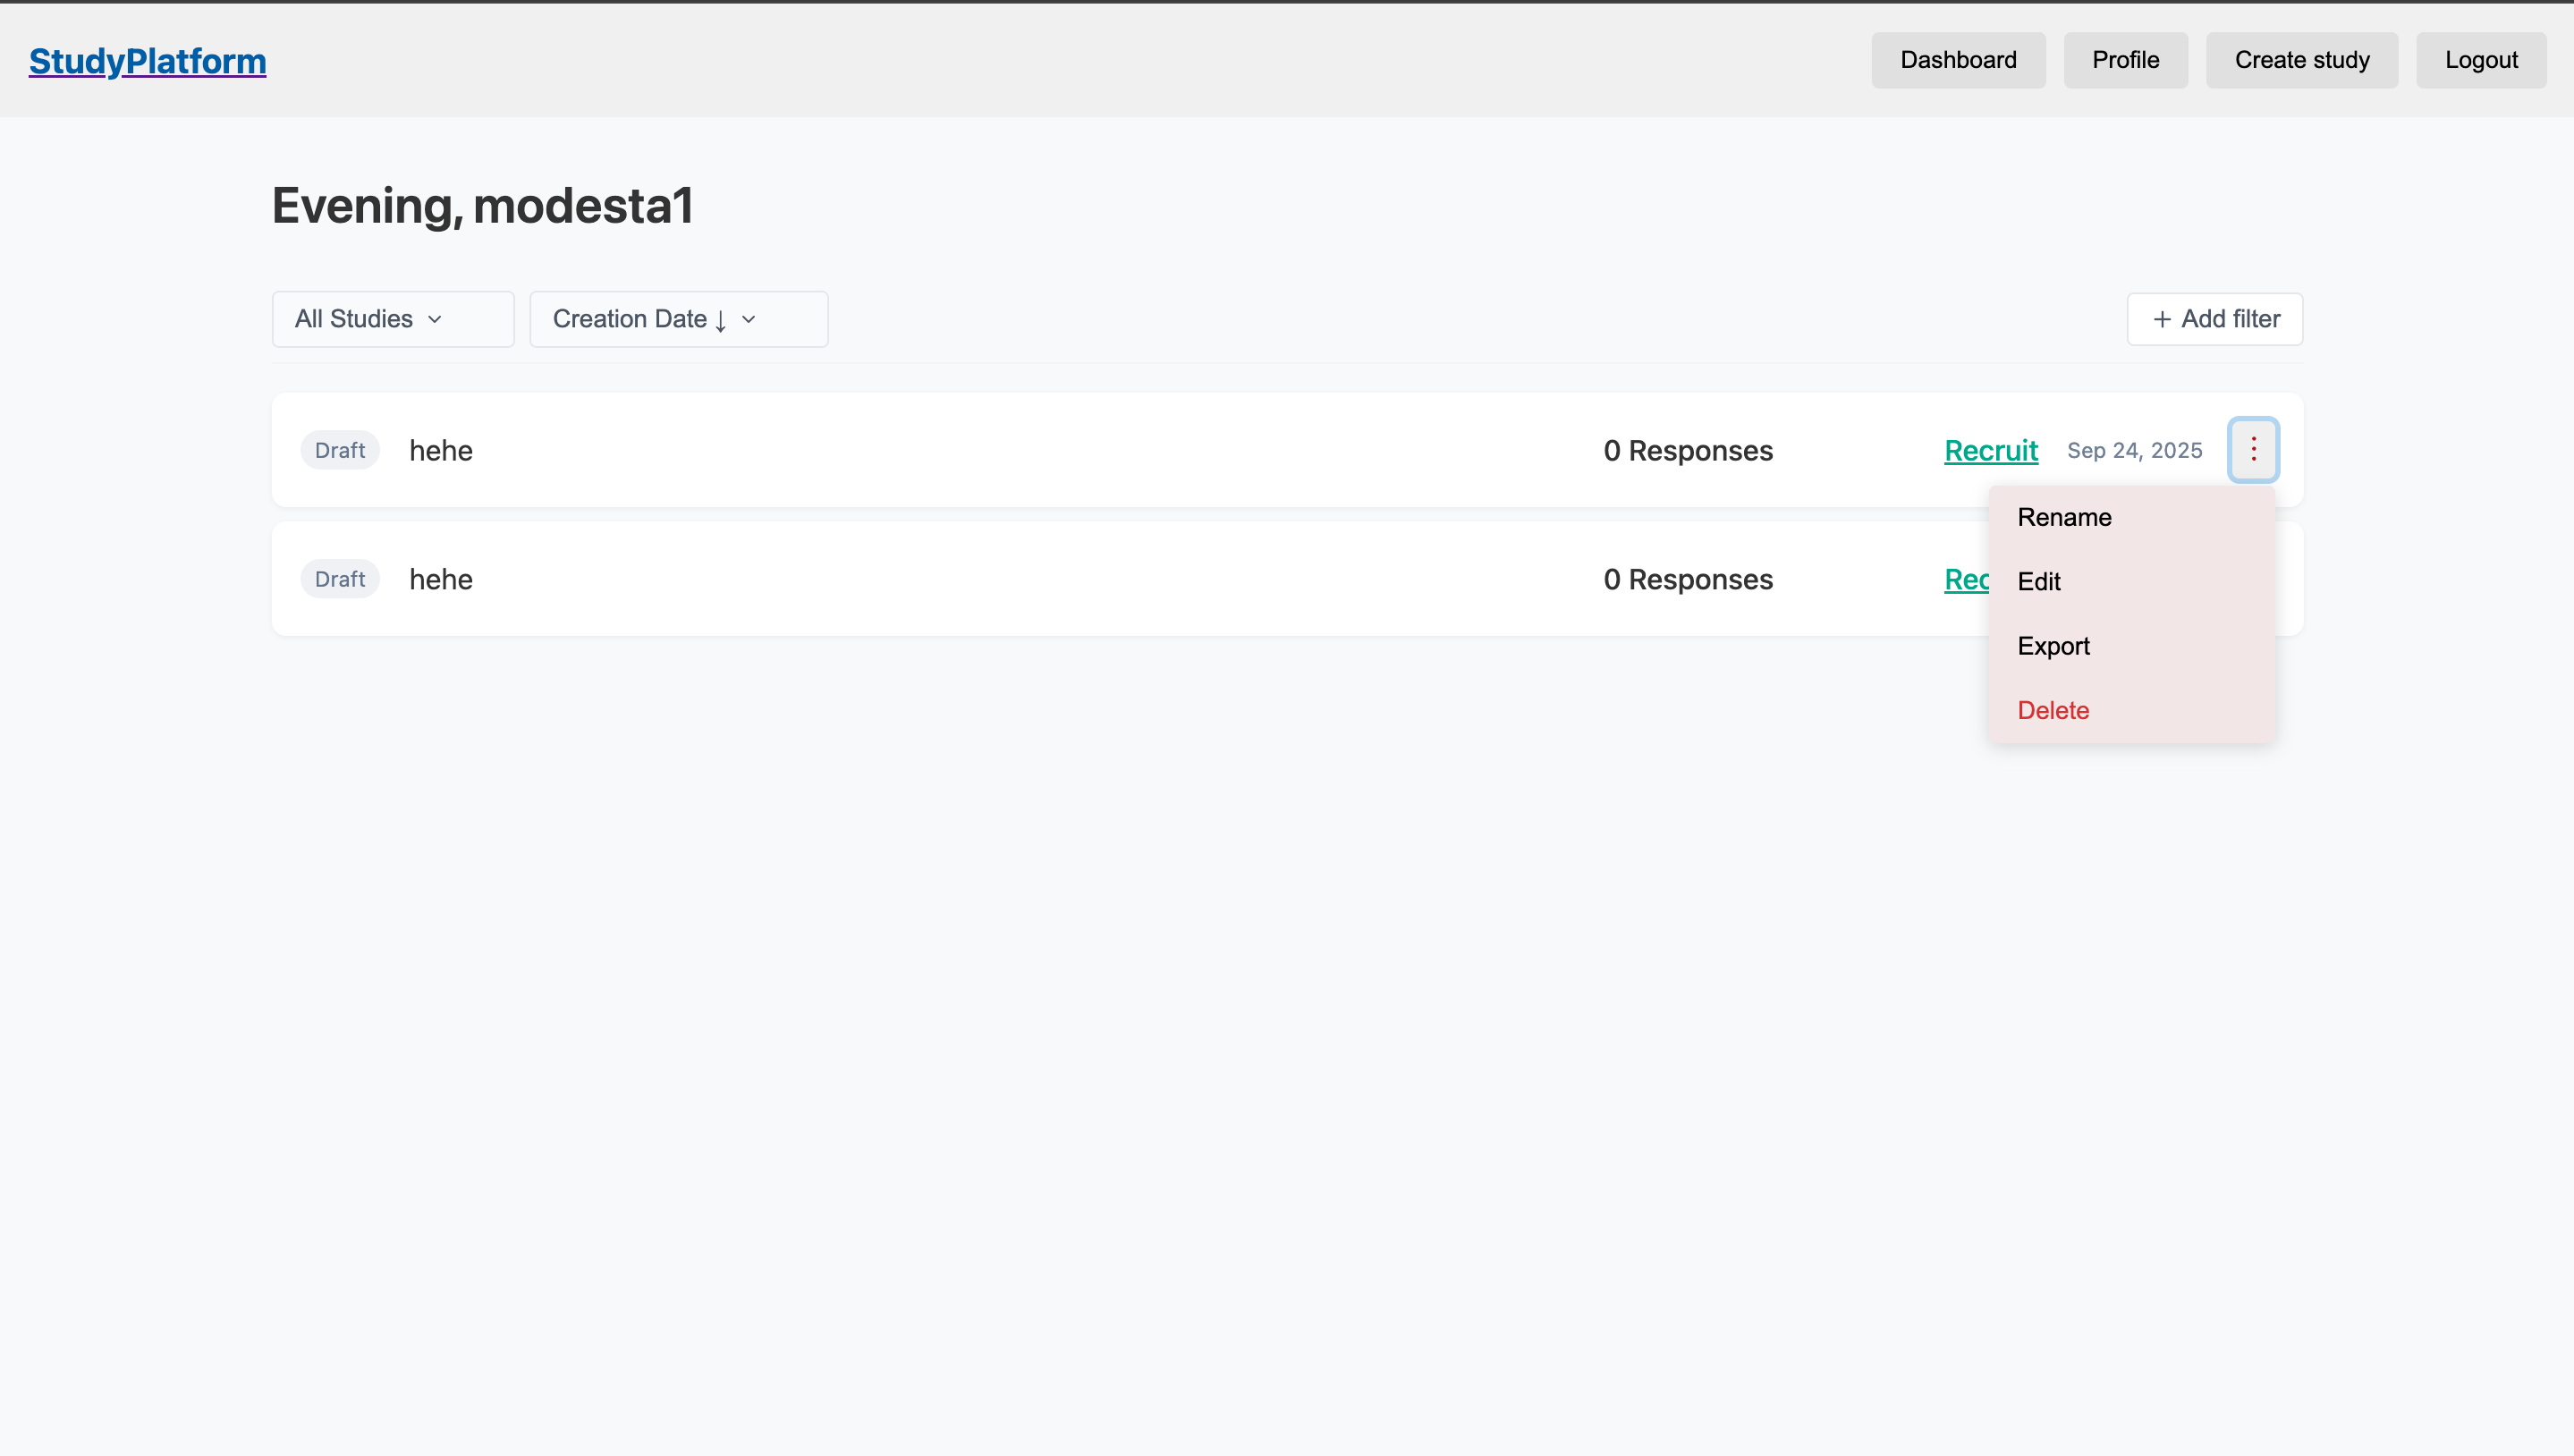 StudyPlatform
Dashboard Profile Create study Logout
Evening, modesta1
All Studies Creation Date ↓ + Add filter
Draft hehe 0 Responses Recruit Sep 24, 2025
Rename
Draft hehe 0 Responses Rec Edit
Export
Delete